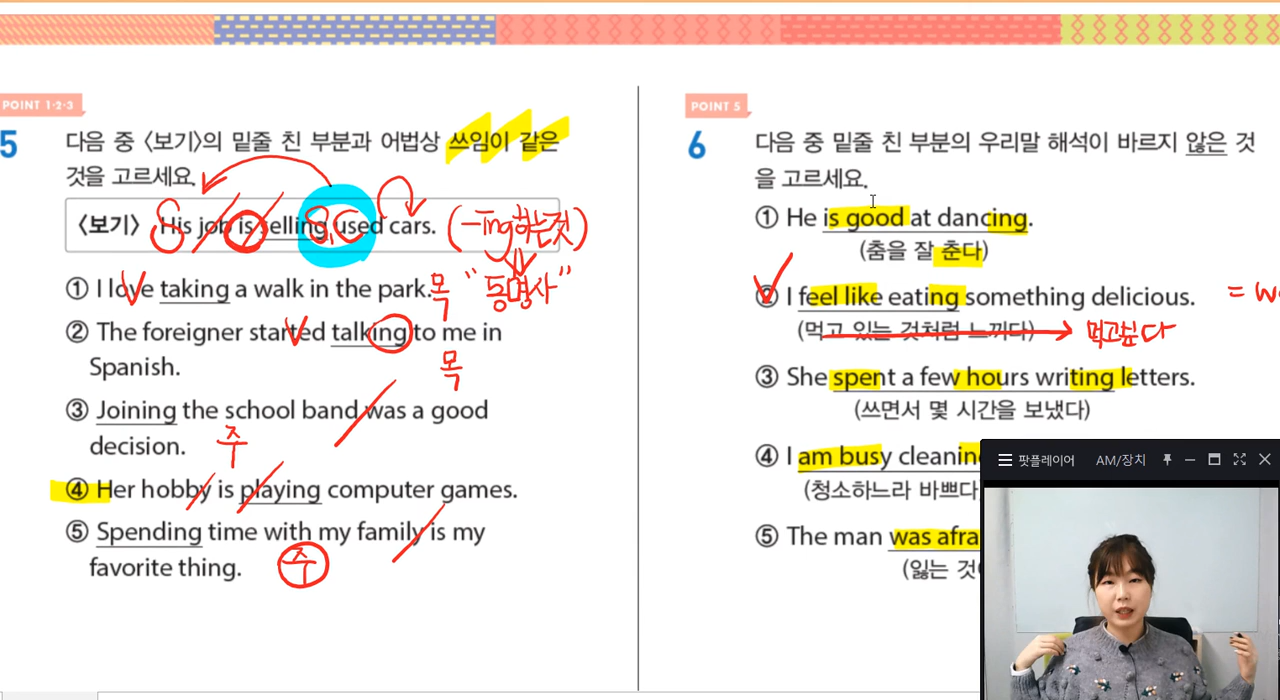 POINT 1·2·3
5
다음 중 〈보기〉의 밑줄 친 부분과 어법상 쓰임이 같은
것을 고르세요.
〈보기〉 His job is selling used cars.
S
S.C
(-ing하는것)
"동명사"
① I love taking a walk in the park.
V
목
② The foreigner started talking to me in
V
Spanish.
목
③ Joining the school band was a good
decision.
주
④ Her hobby is playing computer games.
⑤ Spending time with my family is my
favorite thing.
주
POINT 5
6
다음 중 밑줄 친 부분의 우리말 해석이 바르지 않은 것
을 고르세요.
① He is good at dancing.
(춤을 잘 춘다)
② I feel like eating something delicious.
(먹고 있는 것처럼 느끼다)
먹고싶다
③ She spent a few hours writing letters.
(쓰면서 몇 시간을 보냈다)
④ I am busy cleanin
(청소하느라 바쁘다
⑤ The man was afra
(잃는 것
팟플레이어 AM/장치